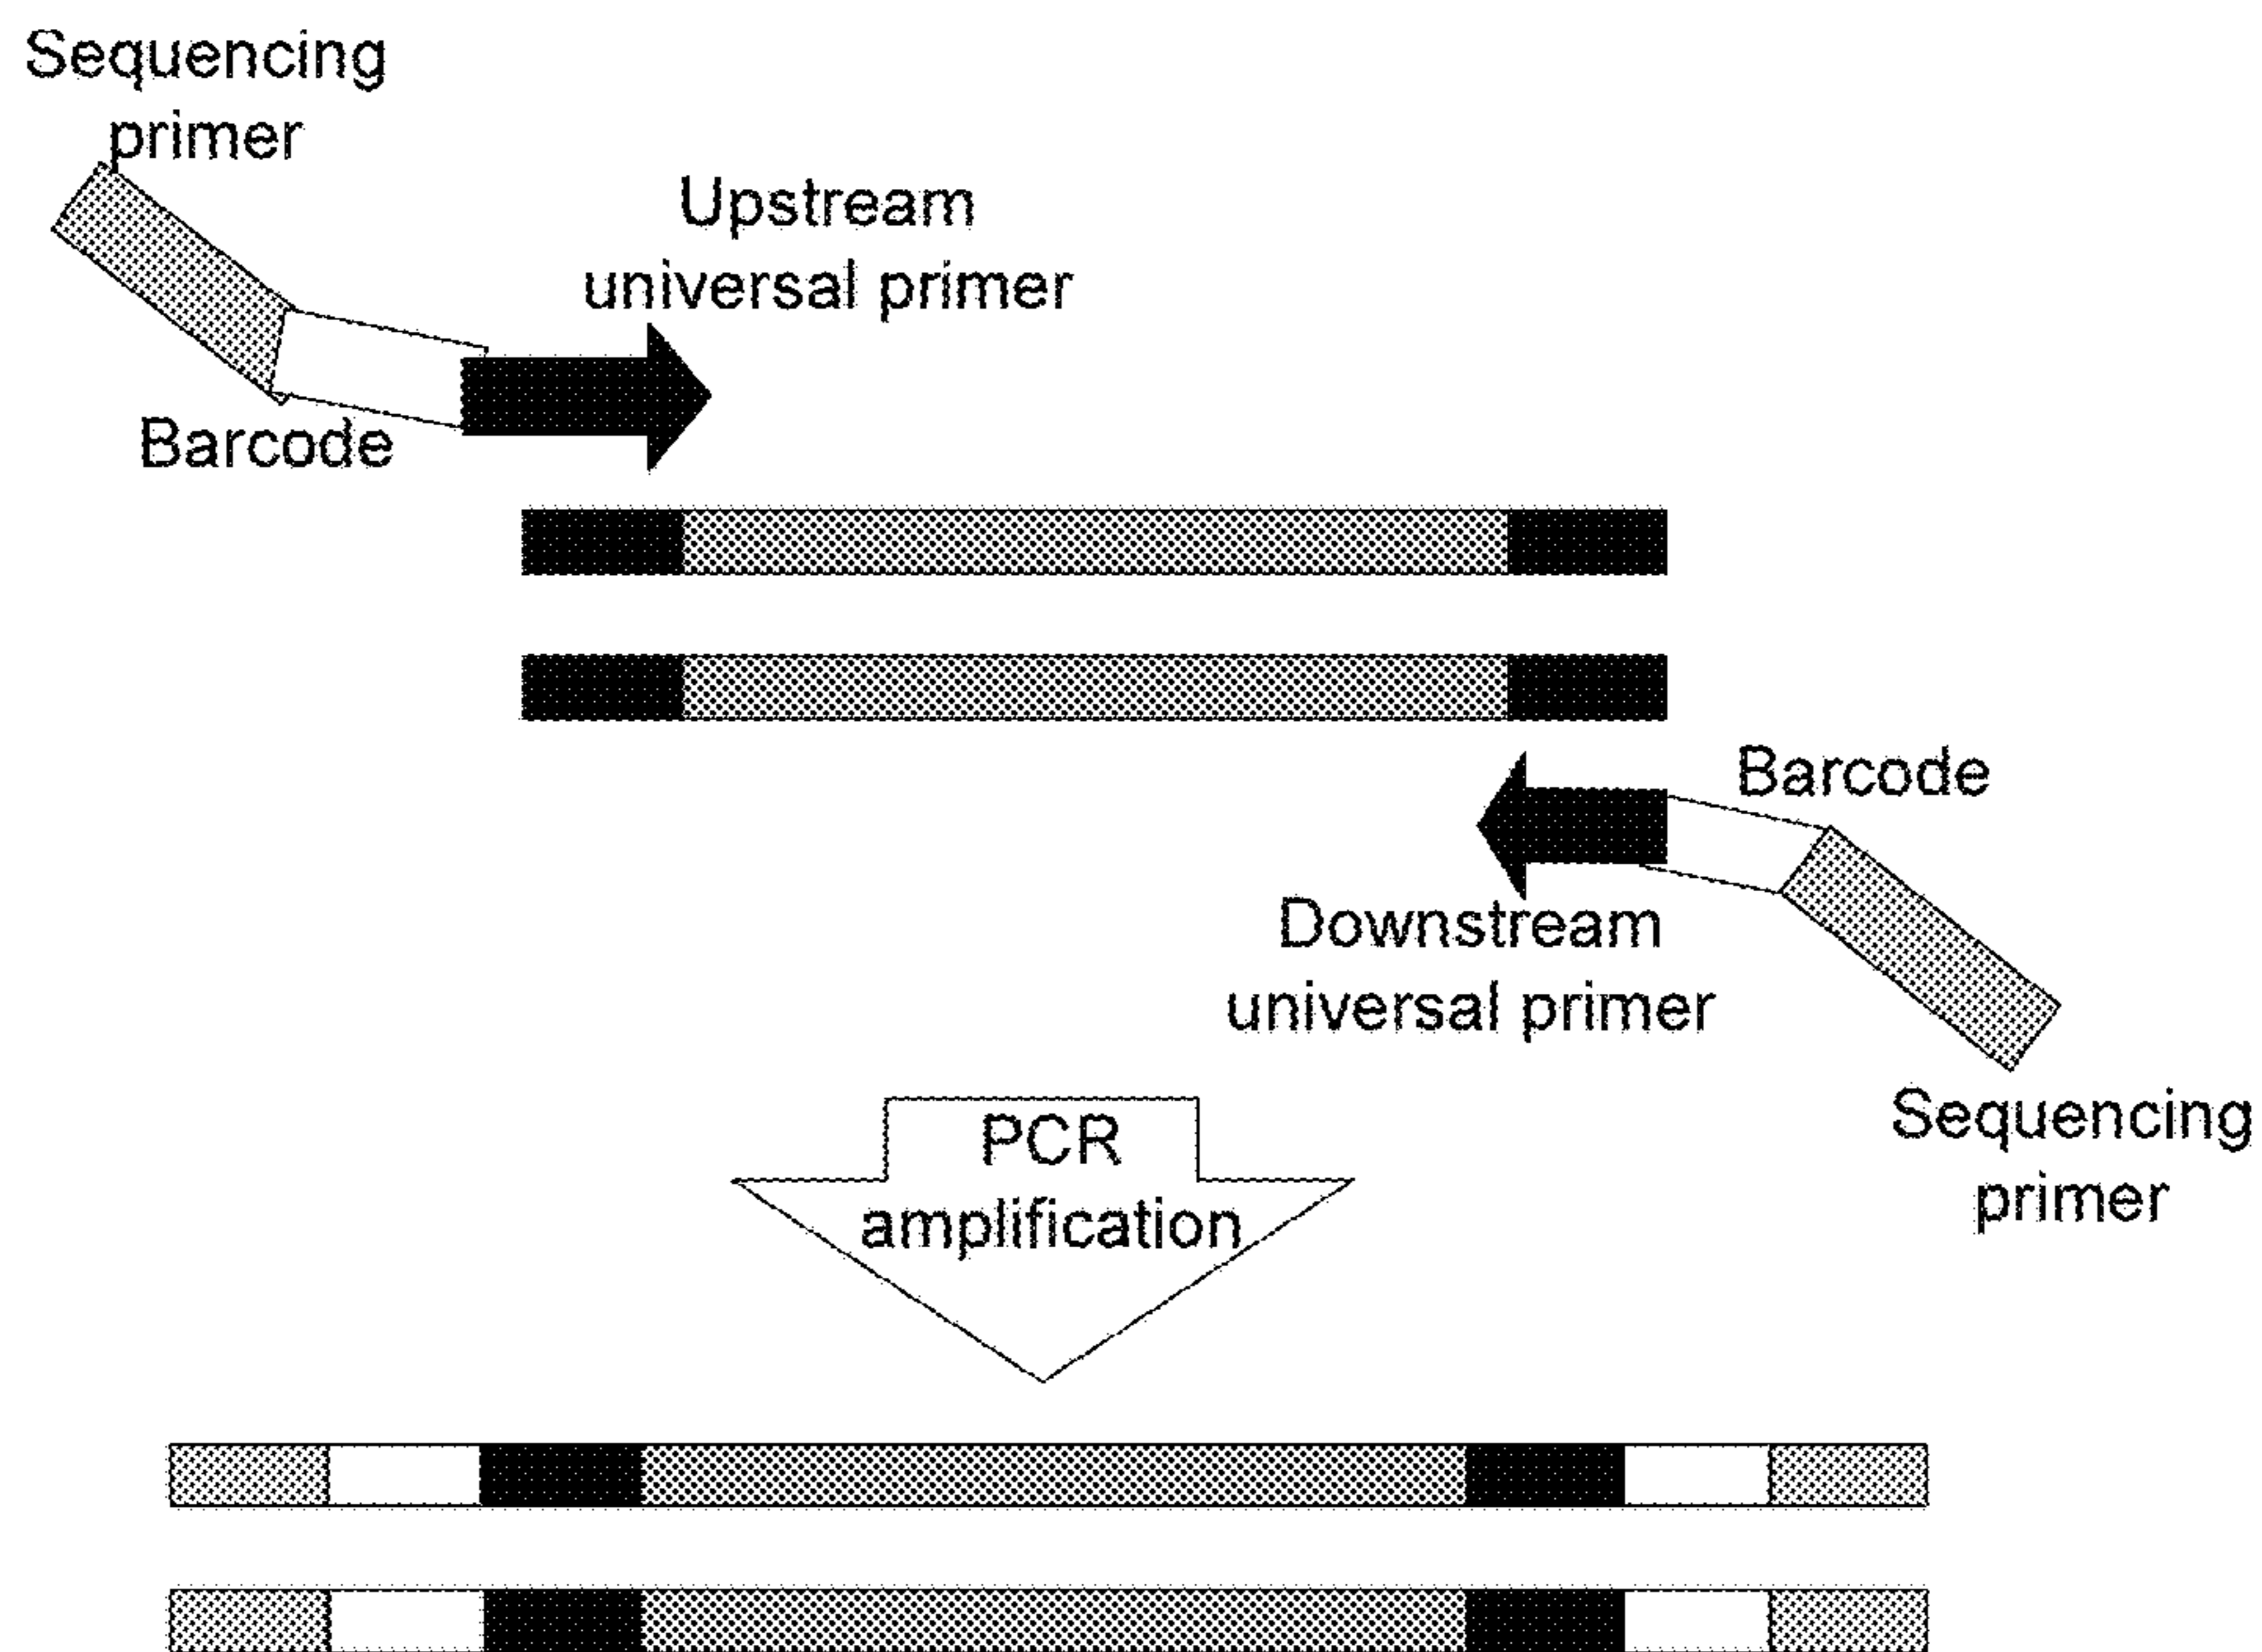 Sequencing
primer
Upstream
universal primer
Barcode
Barcode
Downstream
universal primer
Sequencing
primer
PCR
amplification